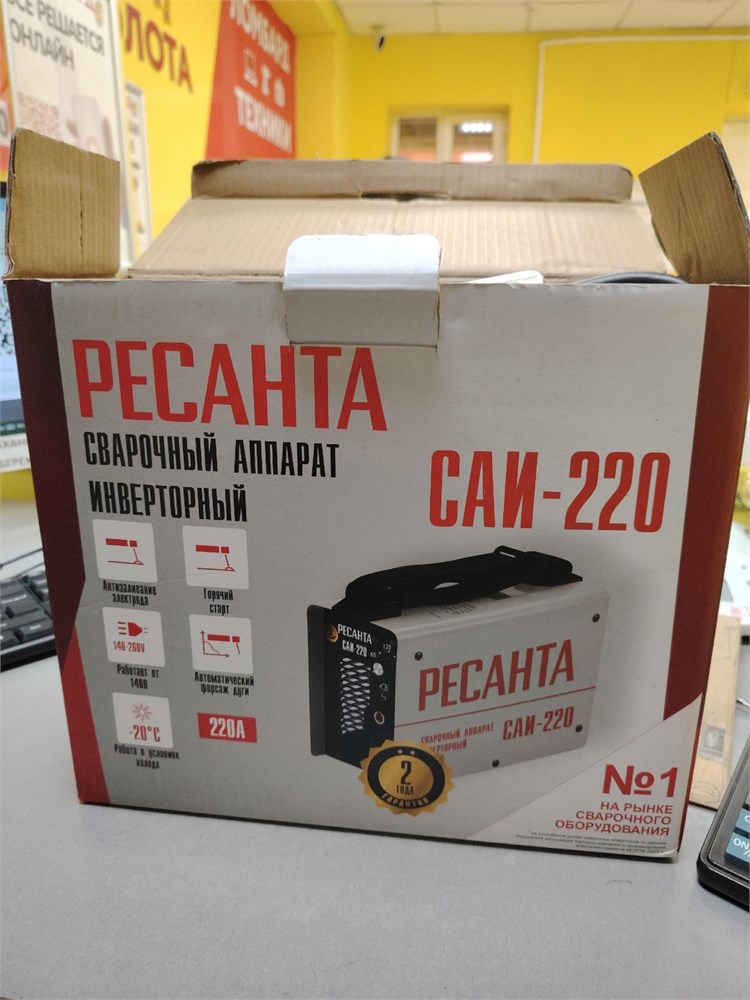 ВСЕ РЕШАЕТСЯ
ОНЛАЙН
ЛОМБАРД
ТЕХНИКИ
РЕСАНТА
СВАРОЧНЫЙ АППАРАТ
ИНВЕРТОРНЫЙ
САИ-220
Антизалипание
электрода
Горячий
старт
140-260V
Работает от
140В
Автоматический
форсаж дуги
-20°C
Работа в условиях
холода
220А
РЕСАНТА
САИ-220
РЕСАНТА
СВАРОЧНЫЙ АППАРАТ
ИНВЕРТОРНЫЙ
САИ-220
2
ГОДА
ГАРАНТИИ
№1
НА РЫНКЕ
СВАРОЧНОГО
ОБОРУДОВАНИЯ